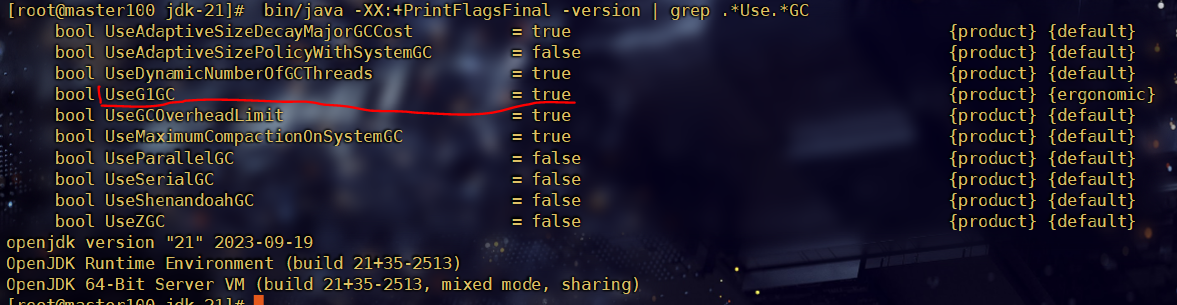 [root@master100 jdk-21]#  bin/java -XX:+PrintFlagsFinal -version | grep .*Use.*GC
     bool UseAdaptiveSizeDecayMajorGCCost          = true                                      {product} {default}
     bool UseAdaptiveSizePolicyWithSystemGC        = false                                     {product} {default}
     bool UseDynamicNumberOfGCThreads              = true                                      {product} {default}
     bool UseG1GC                                  = true                                      {product} {ergonomic}
     bool UseGCOverheadLimit                       = true                                      {product} {default}
     bool UseMaximumCompactionOnSystemGC           = true                                      {product} {default}
     bool UseParallelGC                            = false                                     {product} {default}
     bool UseSerialGC                              = false                                     {product} {default}
     bool UseShenandoahGC                          = false                                     {product} {default}
     bool UseZGC                                   = false                                     {product} {default}
openjdk version "21" 2023-09-19
OpenJDK Runtime Environment (build 21+35-2513)
OpenJDK 64-Bit Server VM (build 21+35-2513, mixed mode, sharing)
[root@master100 jdk-21]#